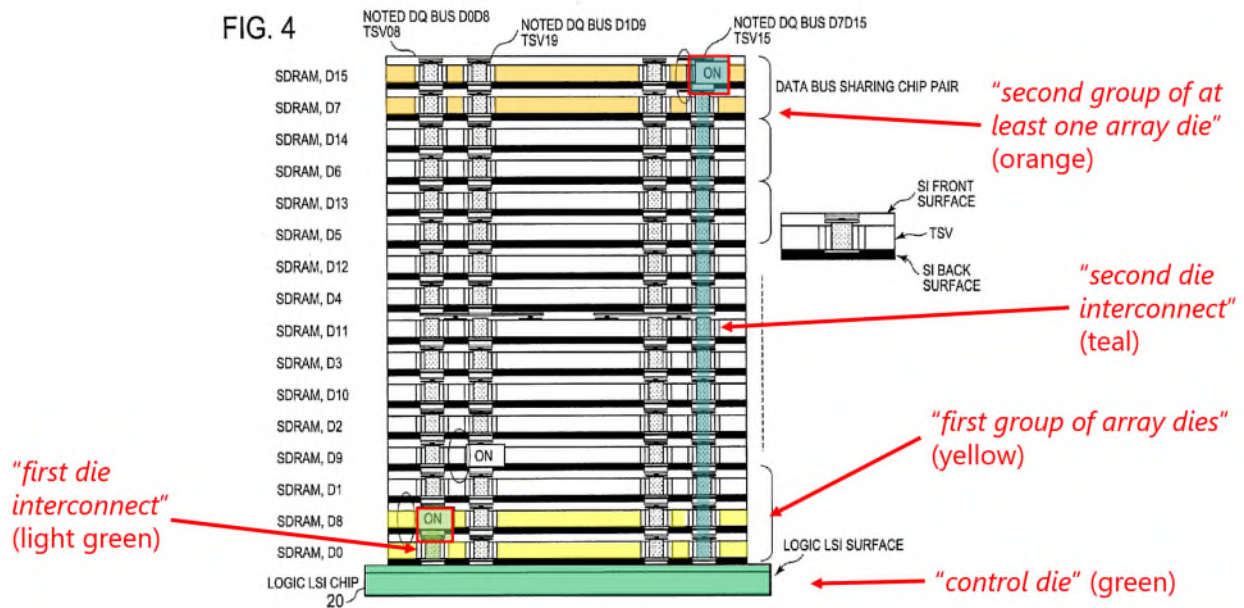 FIG. 4
NOTED DQ BUS D0D8
TSV08
NOTED DQ BUS D1D9
TSV19
NOTED DQ BUS D7D15
TSV15
SDRAM, D15
ON
DATA BUS SHARING CHIP PAIR
SDRAM, D7
SDRAM, D14
SDRAM, D6
SDRAM, D13
SDRAM, D5
SDRAM, D12
SDRAM, D4
SDRAM, D11
SDRAM, D3
SDRAM, D10
SDRAM, D2
SDRAM, D9
ON
SDRAM, D1
SDRAM, D8
ON
SDRAM, D0
LOGIC LSI CHIP
20
LOGIC LSI SURFACE
SI FRONT
SURFACE
TSV
SI BACK
SURFACE
"second group of at
least one array die"
(orange)
"second die
interconnect"
(teal)
"first group of array dies"
(yellow)
"first die
interconnect"
(light green)
"control die" (green)